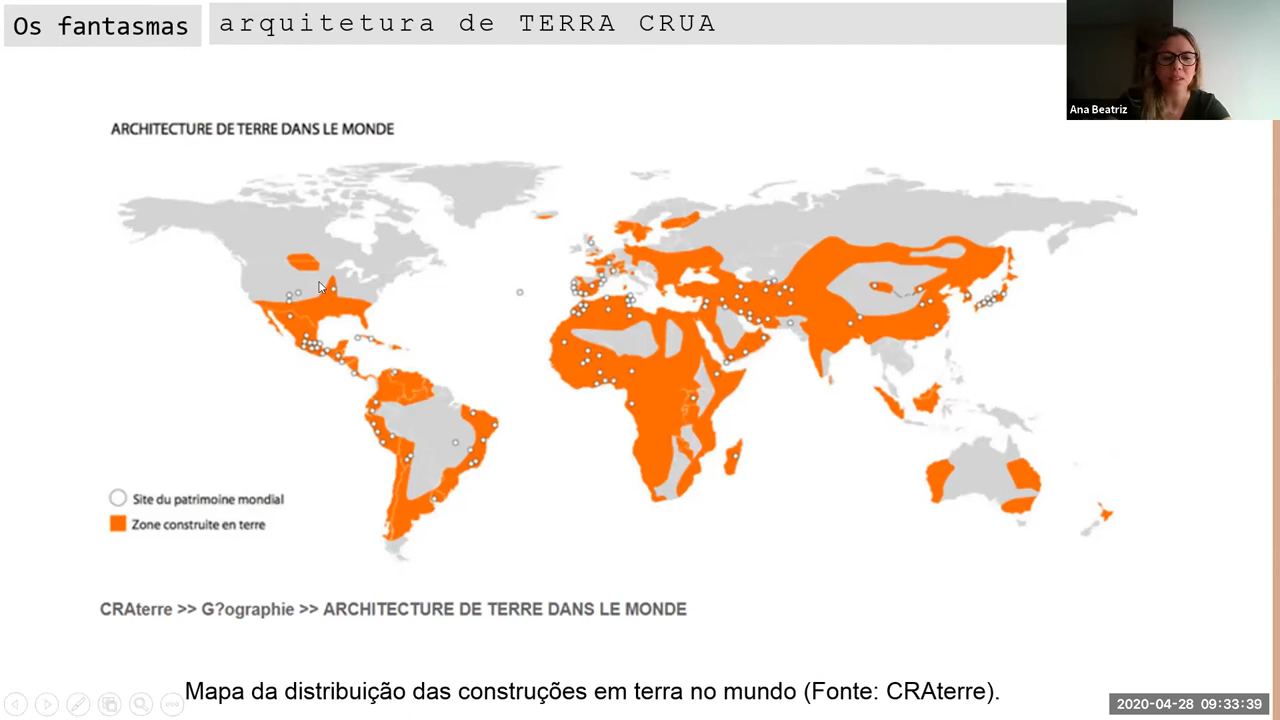 Os fantasmas
arquitetura de TERRA CRUA
Ana Beatriz
ARCHITECTURE DE TERRE DANS LE MONDE
Site du patrimoine mondial
Zone construite en terre
CRAterre >> G?ographie >> ARCHITECTURE DE TERRE DANS LE MONDE
Mapa da distribuição das construções em terra no mundo (Fonte: CRAterre).
2020-04-28 09:33:39